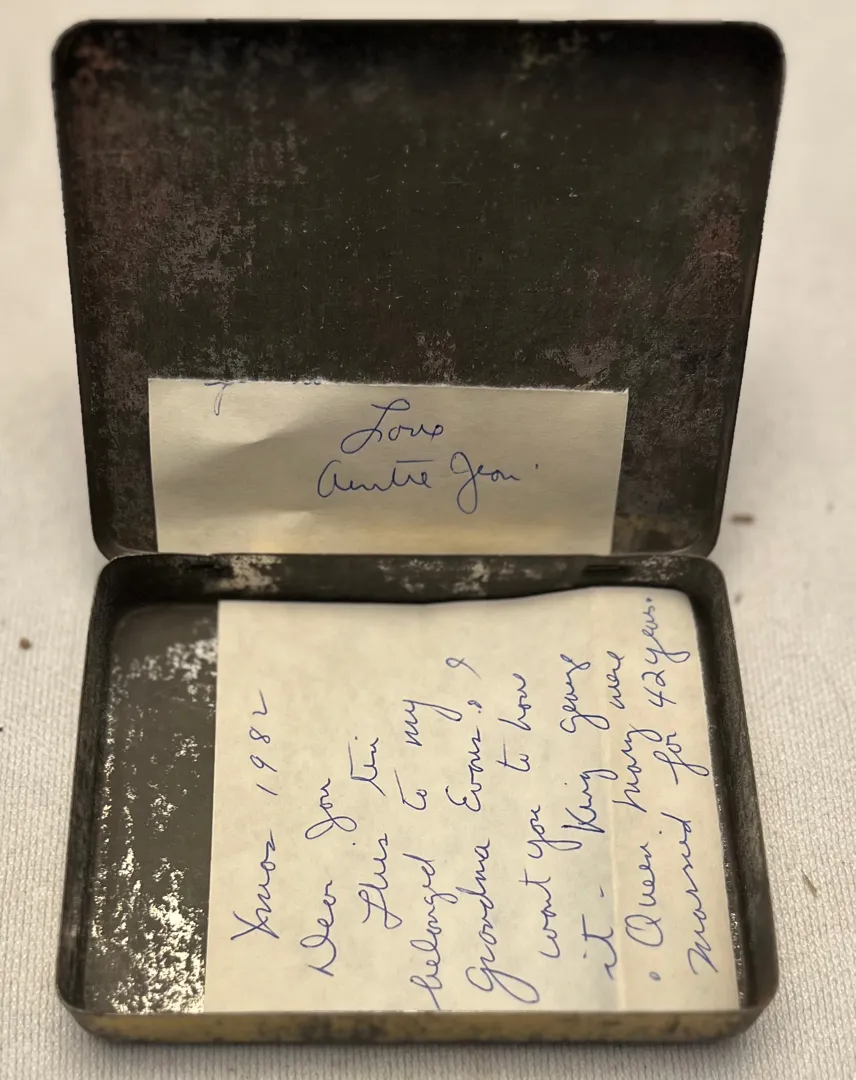 Xmas 1982
Dear Jon
This tin
belonged to my
Grandma Evans. I
want you to have
it - King George
Queen Mary were
married for 42 years.
Love
Auntie Jean